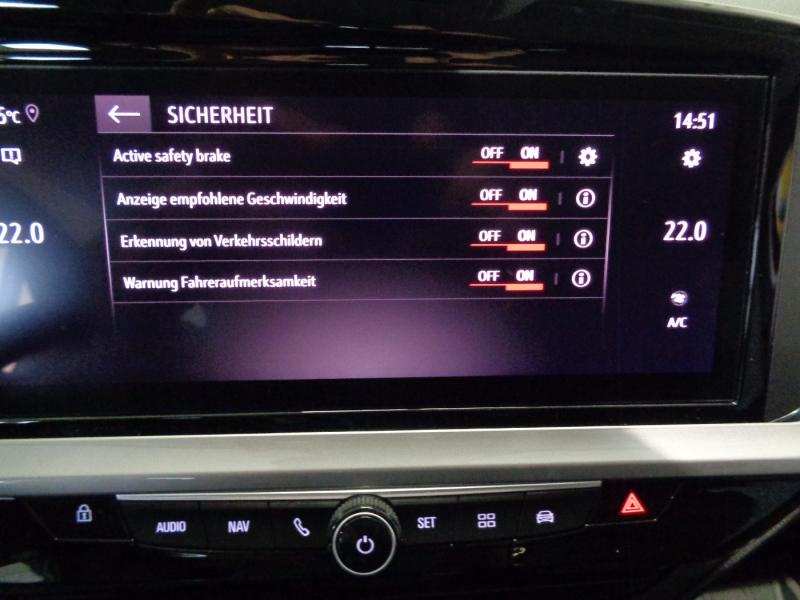 SICHERHEIT
14:51
Active safety brake OFF ON
Anzeige empfohlene Geschwindigkeit OFF ON
Erkennung von Verkehrsschildern OFF ON
Warnung Fahreraufmerksamkeit OFF ON
22.0
22.0
A/C
AUDIO NAV SET